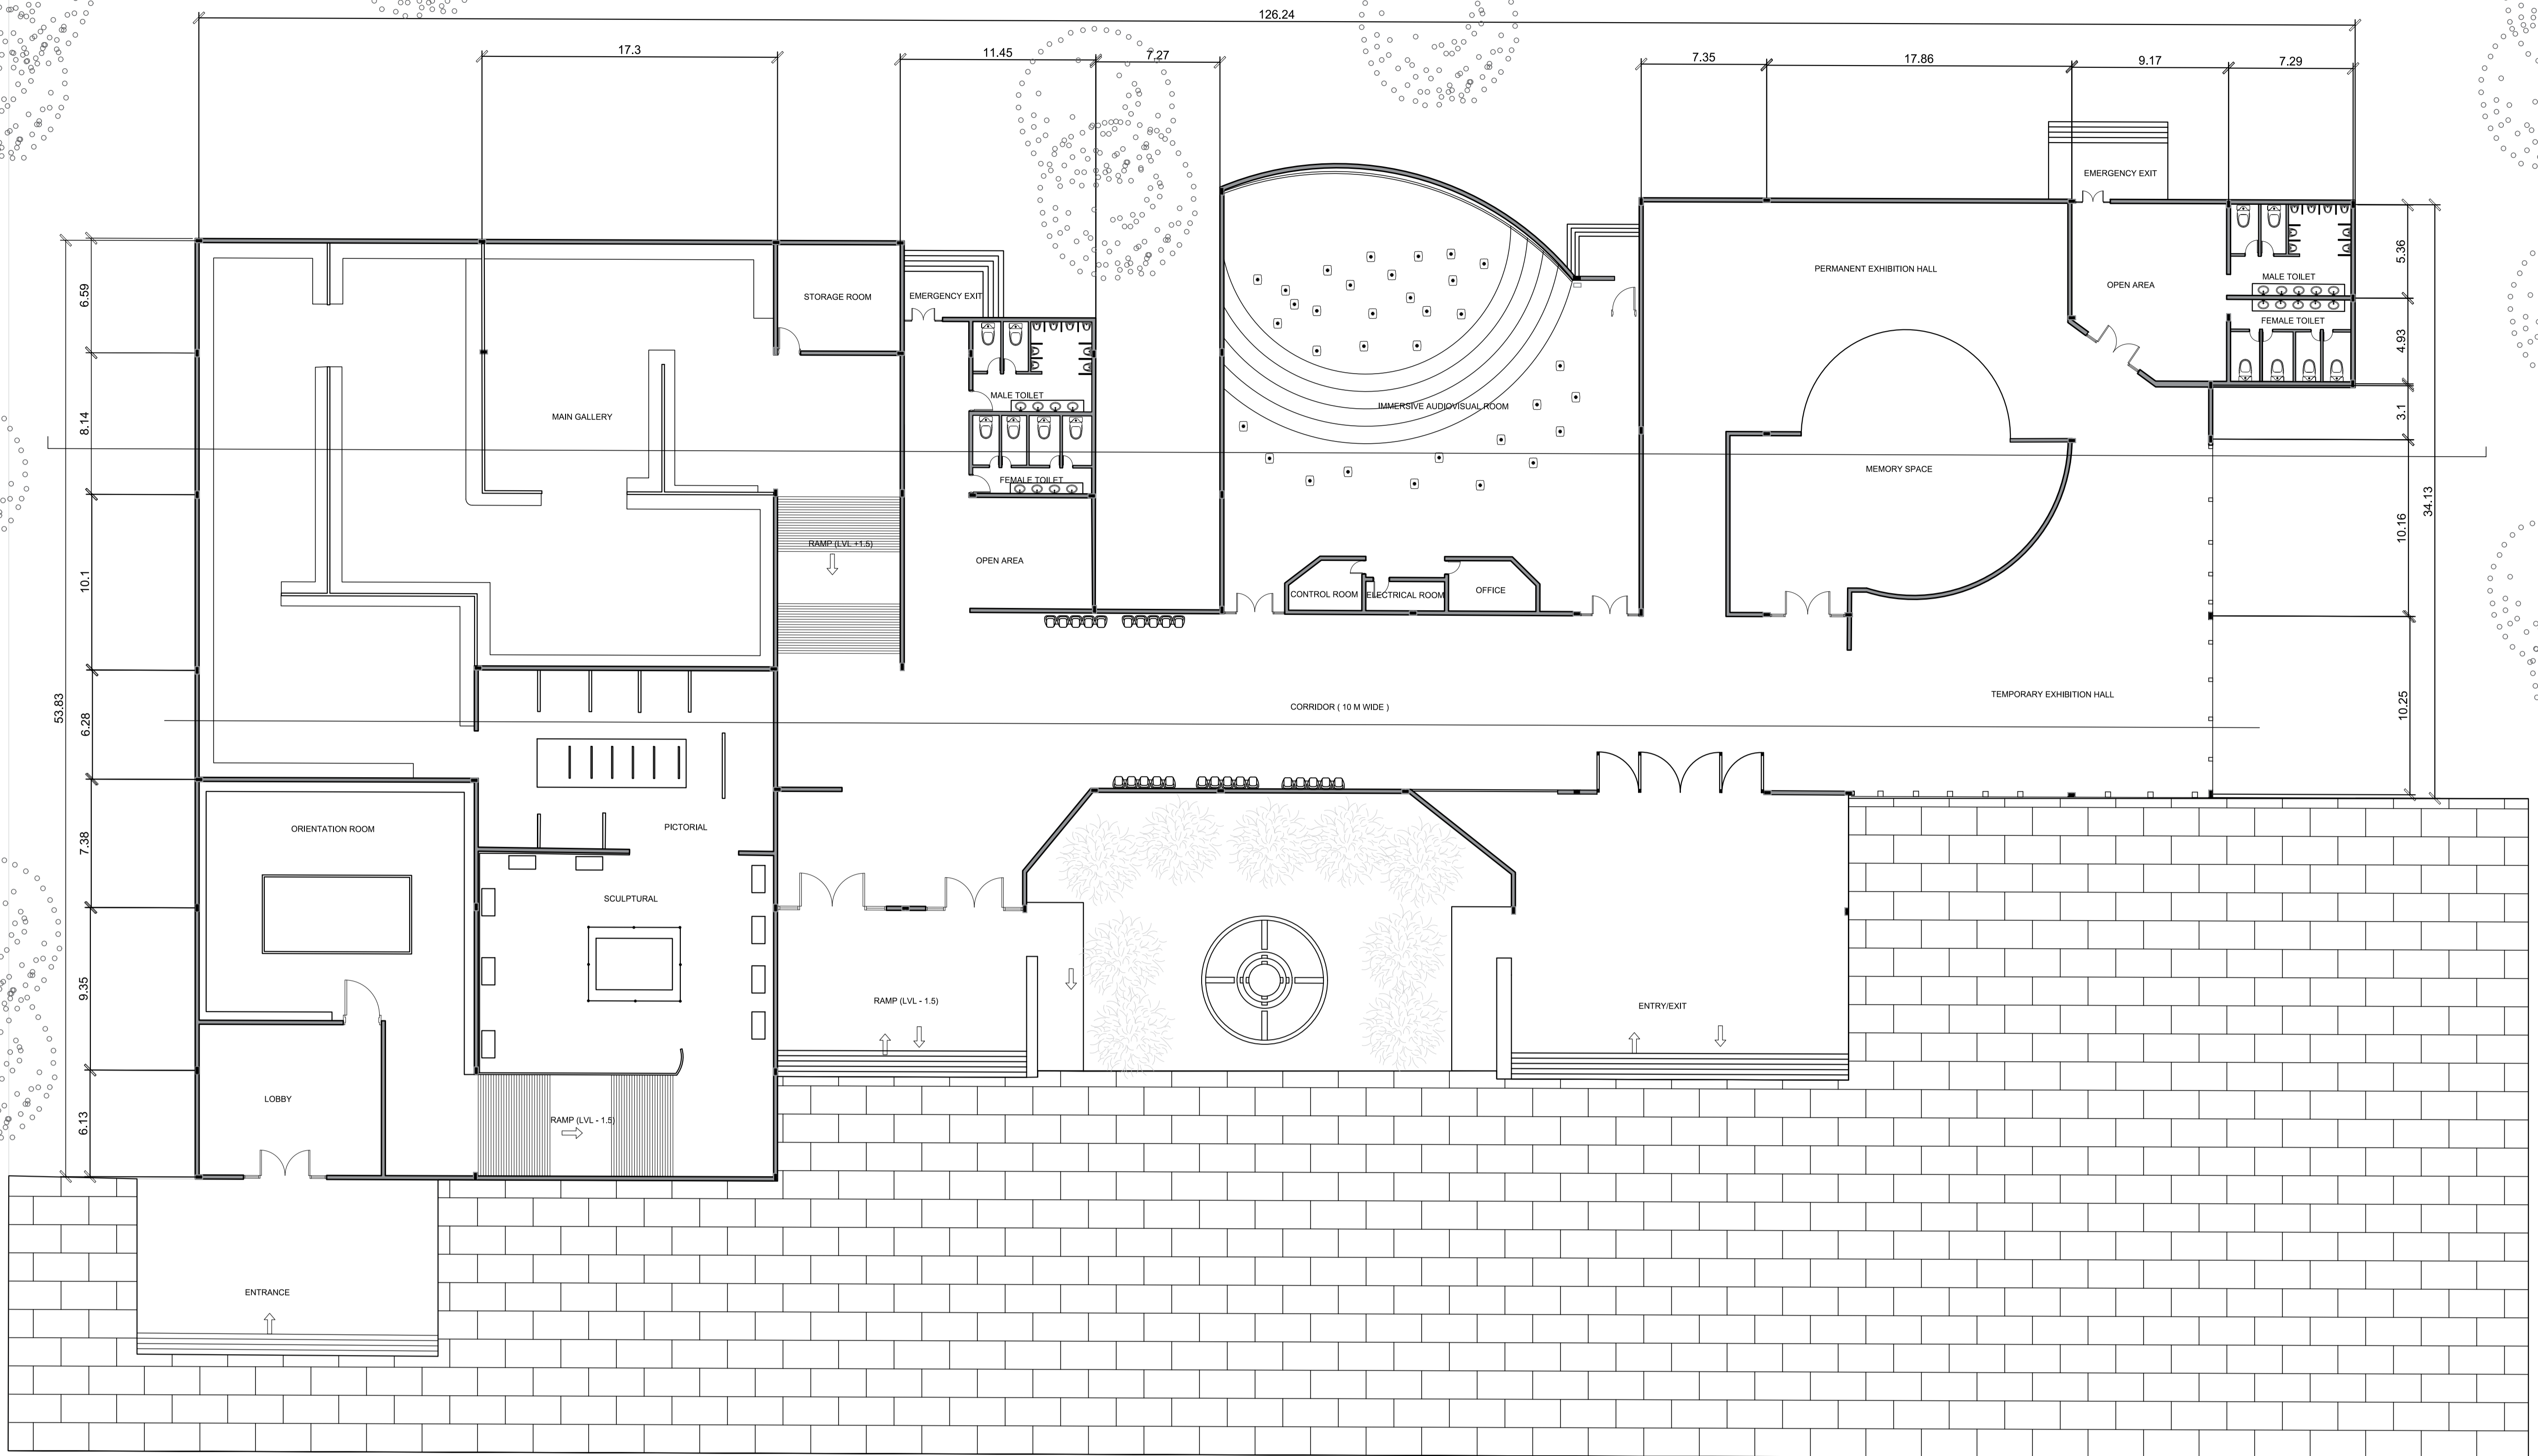 126.24
17.3
11.45
7.27
7.35
17.86
9.17
7.29
EMERGENCY EXIT
5.36
34.13
PERMANENT EXHIBITION HALL
MALE TOILET
OPEN AREA
STORAGE ROOM
EMERGENCY EXIT
6.59
FEMALE TOILET
4.93
MALE TOILET
IMMERSIVE AUDIOVISUAL ROOM
3.1
MAIN GALLERY
8.14
MEMORY SPACE
FEMALE TOILET
RAMP (LVL +1.5)
10.16
OPEN AREA
10.1
CONTROL ROOM
ELECTRICAL ROOM
OFFICE
53.83
6.28
TEMPORARY EXHIBITION HALL
CORRIDOR ( 10 M WIDE )
10.25
ORIENTATION ROOM
PICTORIAL
7.38
SCULPTURAL
9.35
RAMP (LVL - 1.5)
ENTRY/EXIT
LOBBY
6.13
RAMP (LVL - 1.5)
ENTRANCE